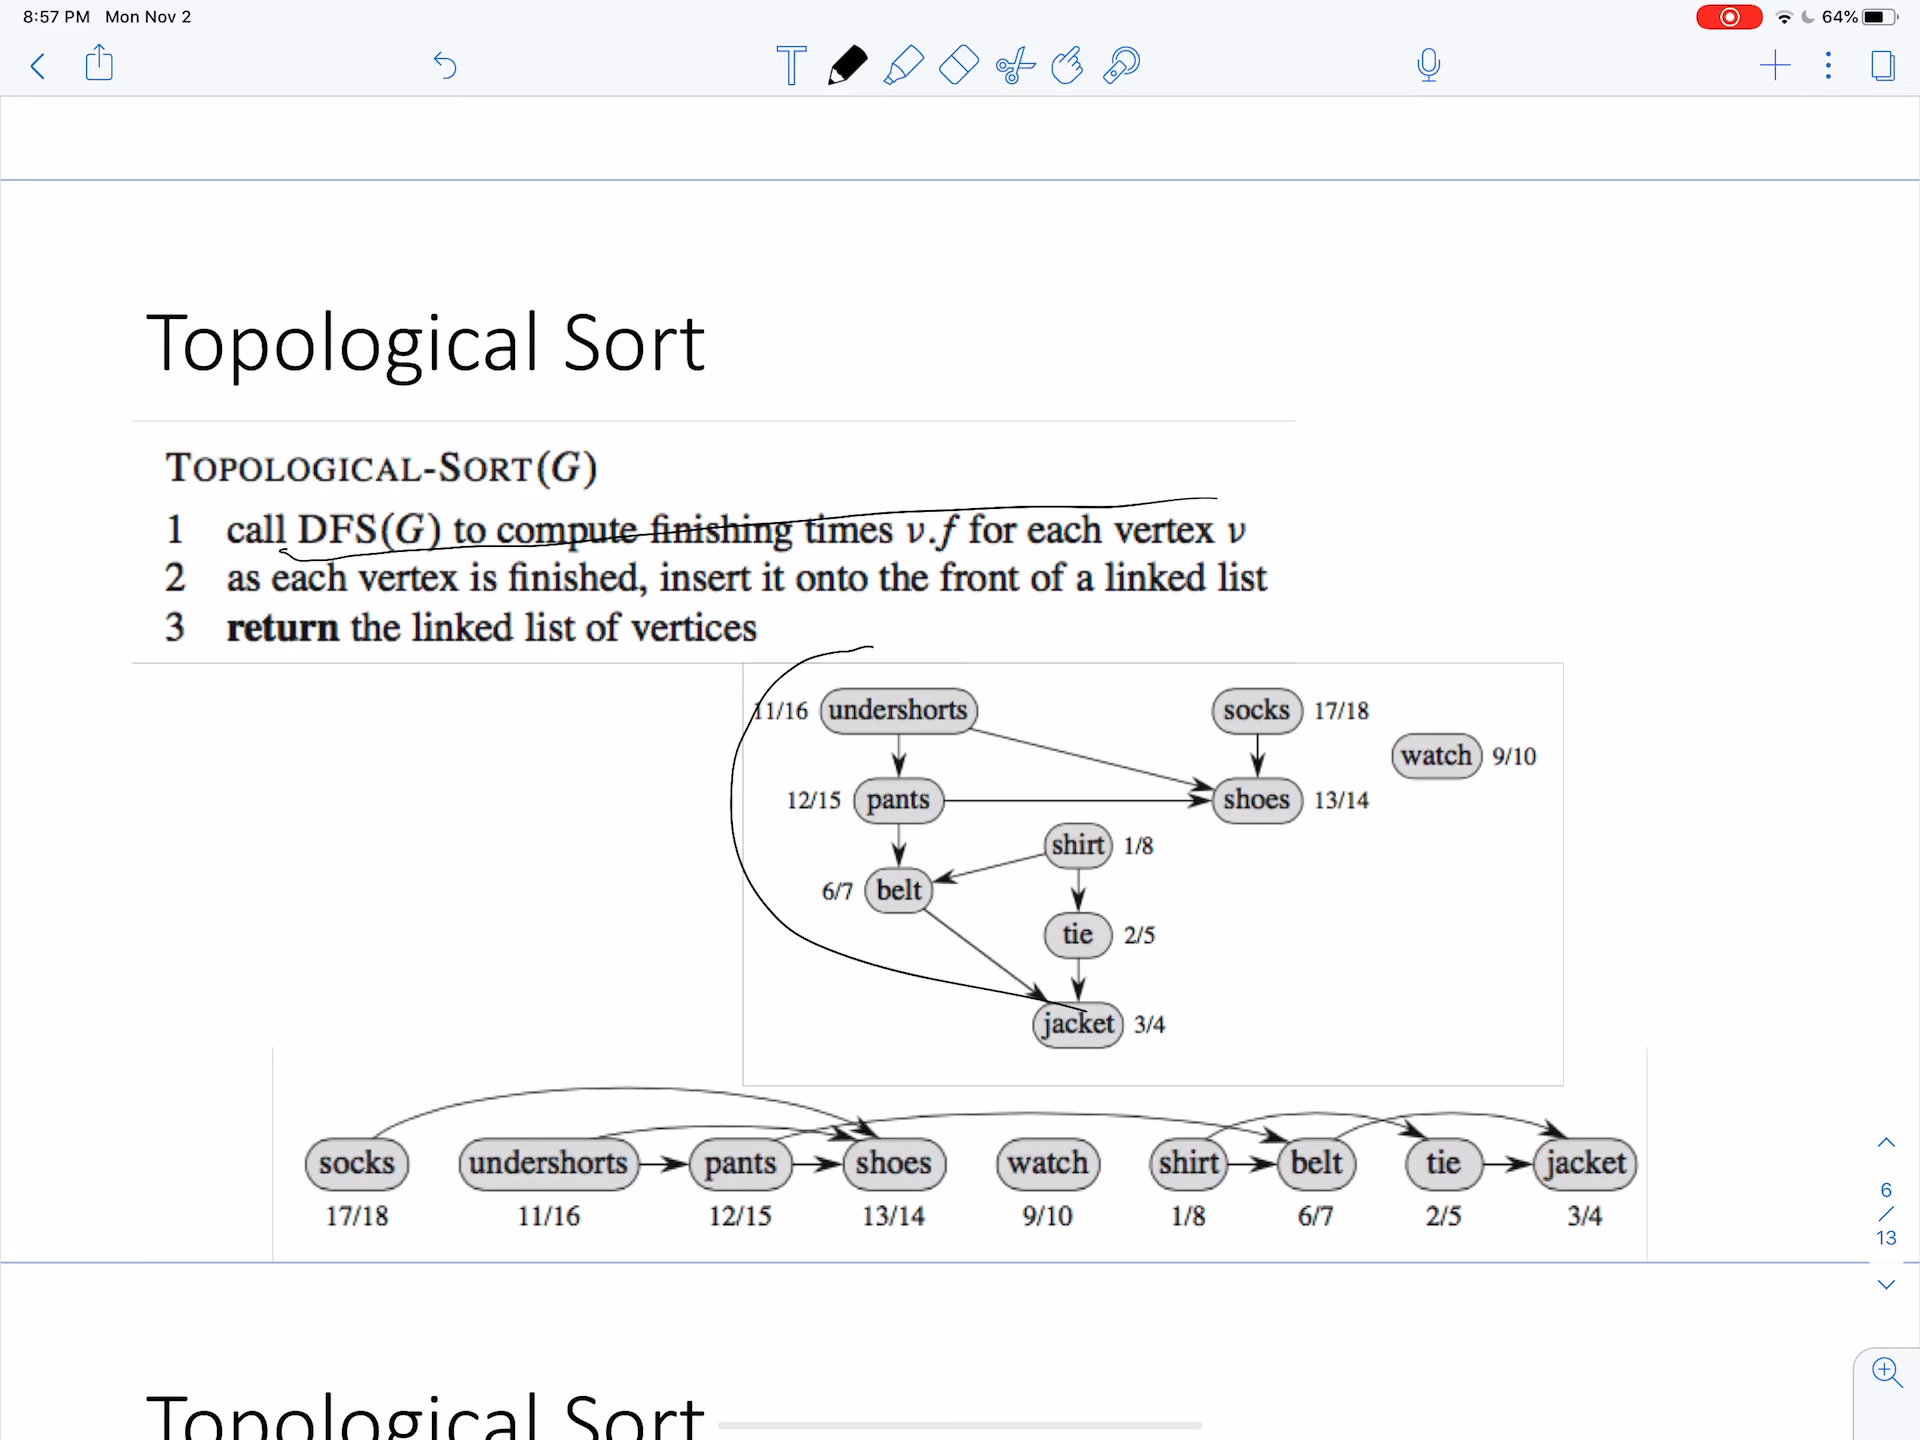 8:57 PM Mon Nov 2
64%
Topological Sort
TOPOLOGICAL-SORT(G)
1 call DFS(G) to compute finishing times v.f for each vertex v
2 as each vertex is finished, insert it onto the front of a linked list
3 return the linked list of vertices
11/16 undershorts socks 17/18
watch 9/10
12/15 pants shoes 13/14
shirt 1/8
6/7 belt
tie 2/5
jacket 3/4
socks undershorts pants shoes watch shirt belt tie jacket
17/18 11/16 12/15 13/14 9/10 1/8 6/7 2/5 3/4
6
/
13
Topological Sort